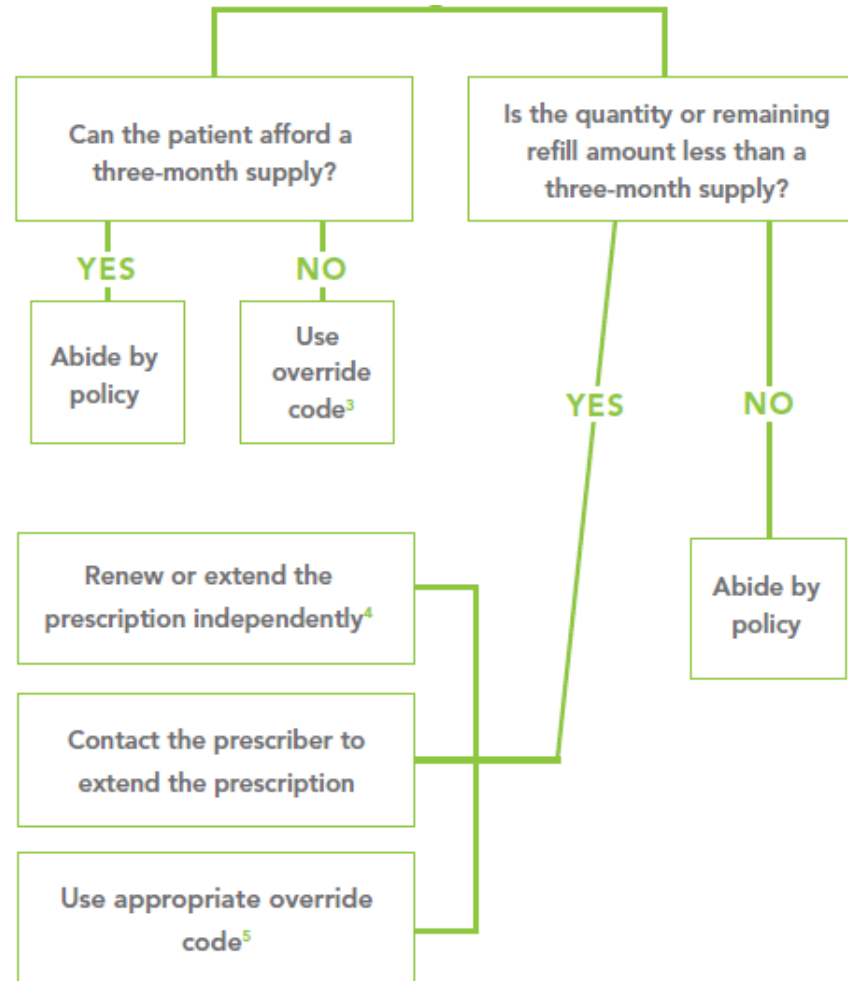 Can the patient afford a
three-month supply?
Is the quantity or remaining
refill amount less than a
three-month supply?
YES
NO
Abide by
policy
Use
override
code3
YES
NO
Abide by
policy
Renew or extend the
prescription independently4
Contact the prescriber to
extend the prescription
Use appropriate override
code5